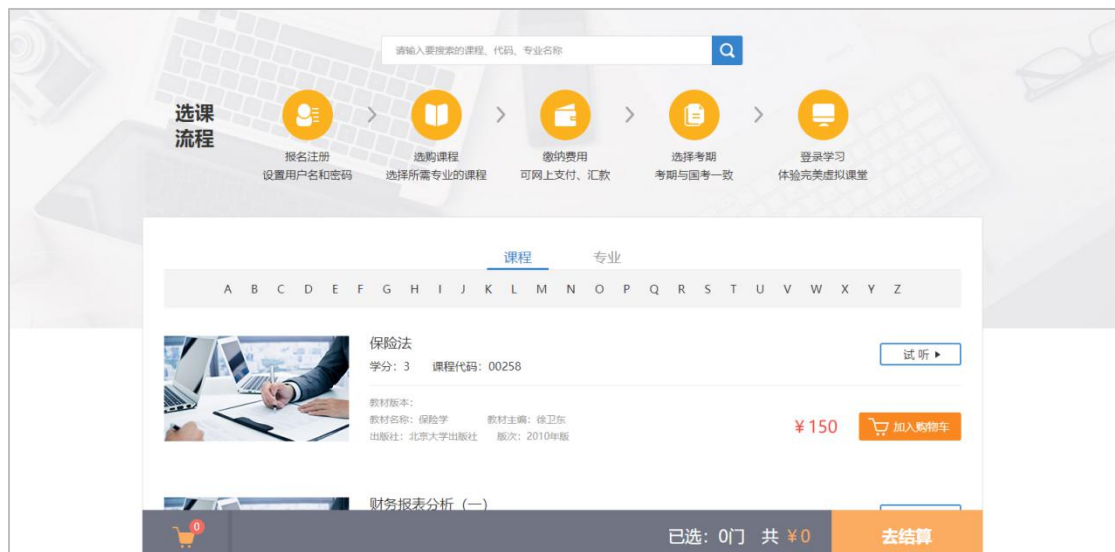 请输入要搜索的课程、代码、专业名称
选课
流程
报名注册
设置用户名和密码
选购课程
选择所需专业的课程
缴纳费用
可网上支付、汇款
选择考期
考期与国考一致
登录学习
体验完美虚拟课堂
课程 专业
A B C D E F G H I J K L M N O P Q R S T U V W X Y Z
保险法
学分：3 课程代码：00258
试听
教材版本：
教材名称：保险学 教材主编：徐卫东
出版社：北京大学出版社 版次：2010年版
¥150
加入购物车
财务报表分析（一）
0
已选：0门 共 ¥0
去结算